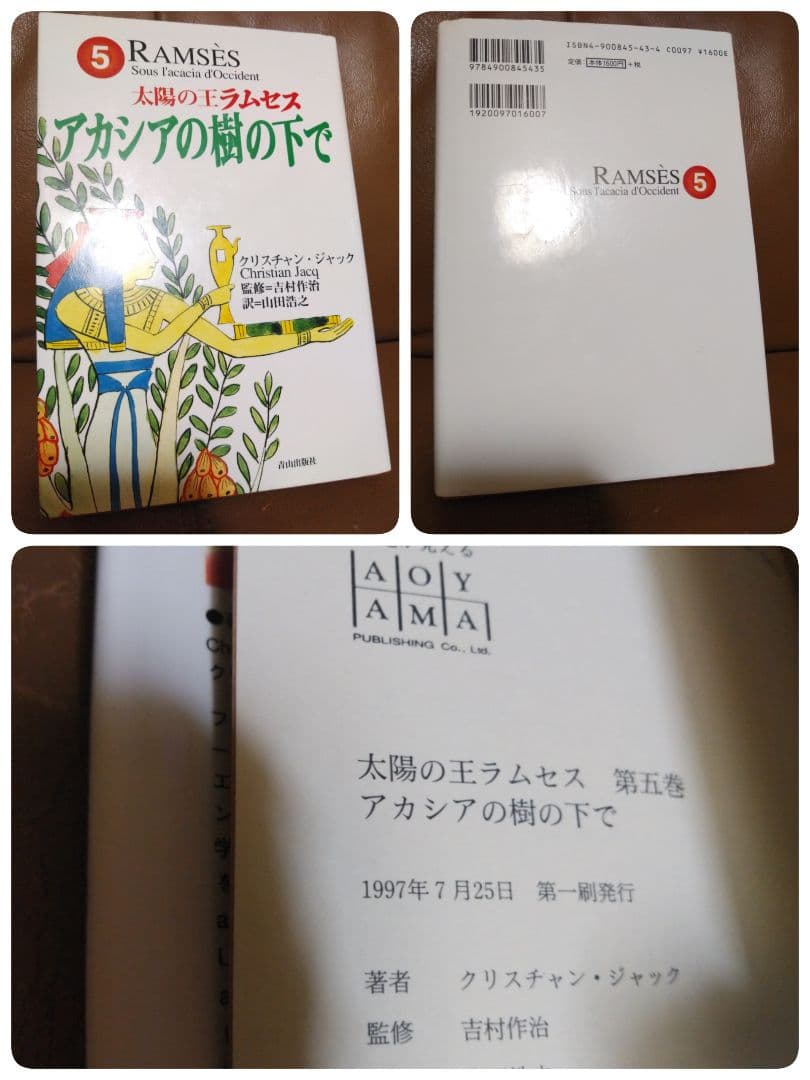 5 RAMSÈS
Sous l'acacia d'Occident
太陽の王ラムセス
アカシアの樹の下で
クリスチャン・ジャック
Christian Jacq
監修=吉村作治
訳=山田浩之
青山出版社
ISBN4-900845-43-4 C0097 ¥1600E
定価:本体1600円+税
9784900845435
1920097016007
RAMSÈS 5
Sous l'acacia d'Occident
える
AOY
AMA
PUBLISHING Co., Ltd.
太陽の王ラムセス 第五巻
アカシアの樹の下で
1997年7月25日 第一刷発行
著者 クリスチャン・ジャック
監修 吉村作治